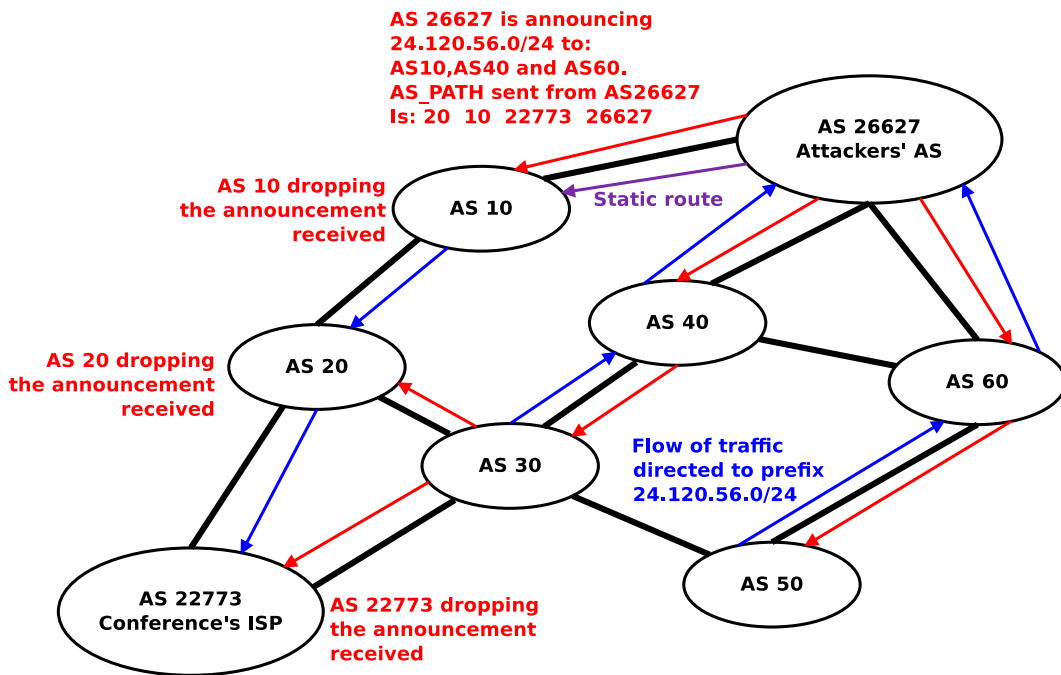 AS 26627 is announcing
24.120.56.0/24 to:
AS10,AS40 and AS60.
AS_PATH sent from AS26627
Is: 20 10 22773 26627
AS 26627
Attackers' AS
AS 10 dropping
the announcement
received
AS 10
Static route
AS 40
AS 20 dropping
the announcement
received
AS 20
AS 60
AS 30
Flow of traffic
directed to prefix
24.120.56.0/24
AS 50
AS 22773
Conference's ISP
AS 22773 dropping
the announcement
received